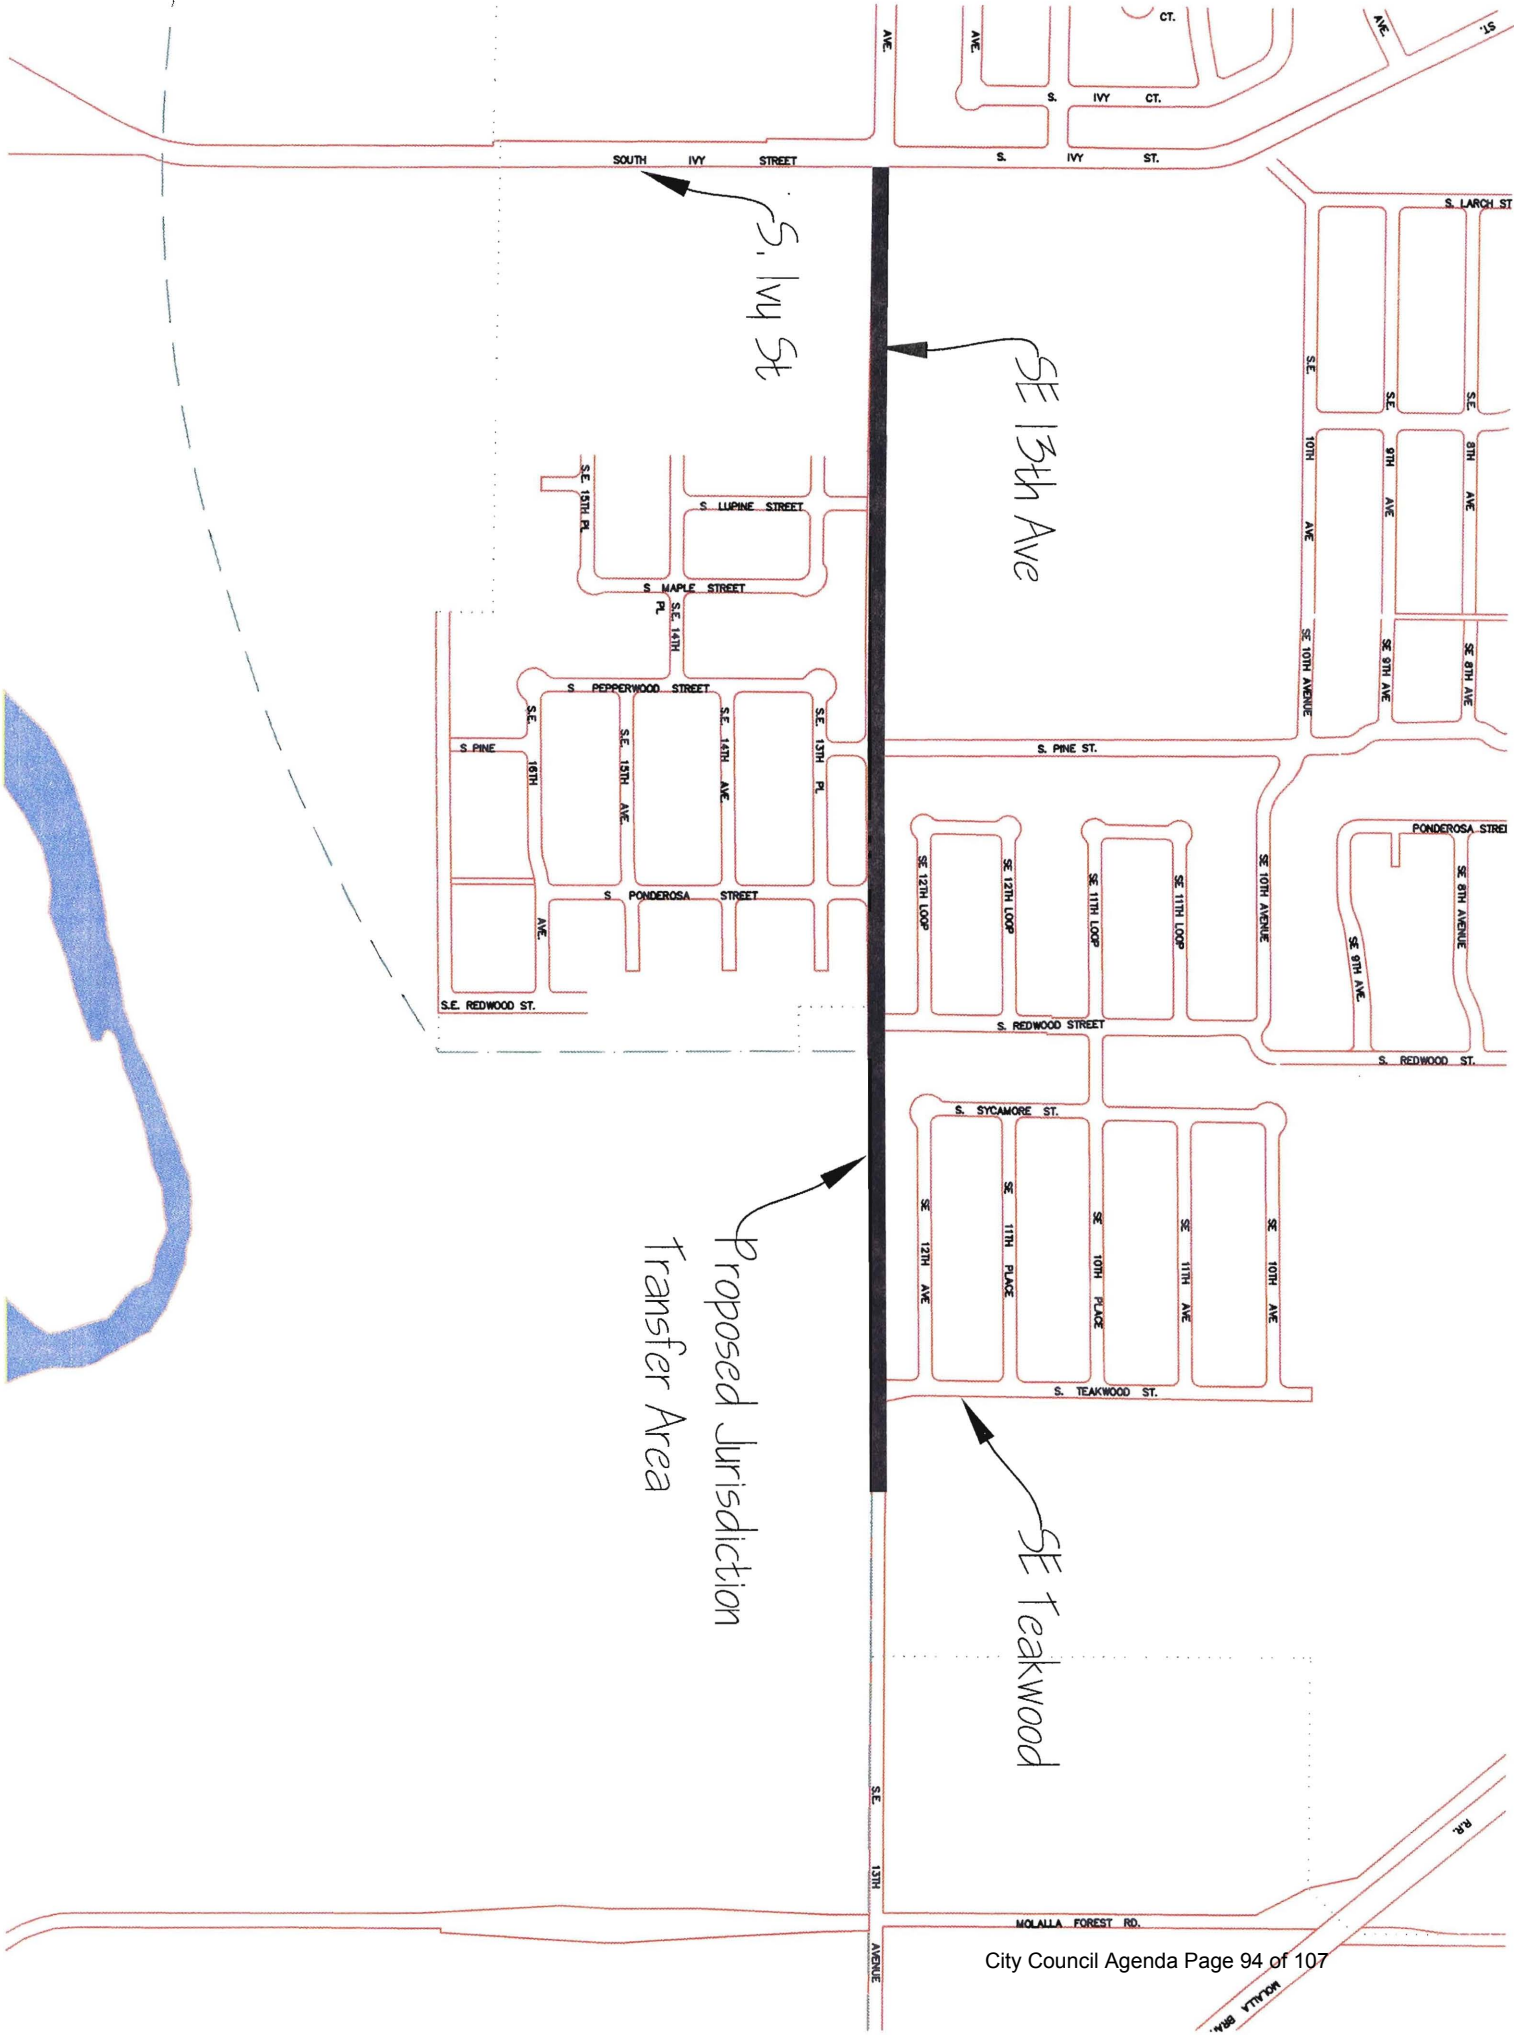 CT.
AVE.
AVE.
AVE.
ST.
S. IVY CT.
SOUTH IVY STREET
S. IVY ST.
S. LARCH ST
S. Ivy St
SE 13th Ave
S.E. 10TH AVE
S.E. 9TH AVE
S.E. 8TH AVE
S.E. 15TH PL
S LUPINE STREET
S MAPLE STREET
S.E. 14TH PL
SE 10TH AVENUE
SE 9TH AVE
SE 8TH AVE
S PEPPERWOOD STREET
S.E. 16TH AVE.
S.E. 15TH AVE.
S.E. 14TH AVE.
S.E. 13TH PL
S PINE
S. PINE ST.
PONDEROSA STREE
SE 12TH LOOP
SE 12TH LOOP
SE 11TH LOOP
SE 11TH LOOP
SE 10TH AVENUE
SE 9TH AVE.
SE 8TH AVENUE
S PONDEROSA STREET
S.E. REDWOOD ST.
S. REDWOOD STREET
S. REDWOOD ST.
S. SYCAMORE ST.
SE 12TH AVE
SE 11TH PLACE
SE 10TH PLACE
SE 11TH AVE
SE 10TH AVE
Proposed Jurisdiction
Transfer Area
S. TEAKWOOD ST.
SE Teakwood
S.E. 13TH AVENUE
R.R.
MOLALLA FOREST RD.
MOLALLA BRA
City Council Agenda Page 94 of 107